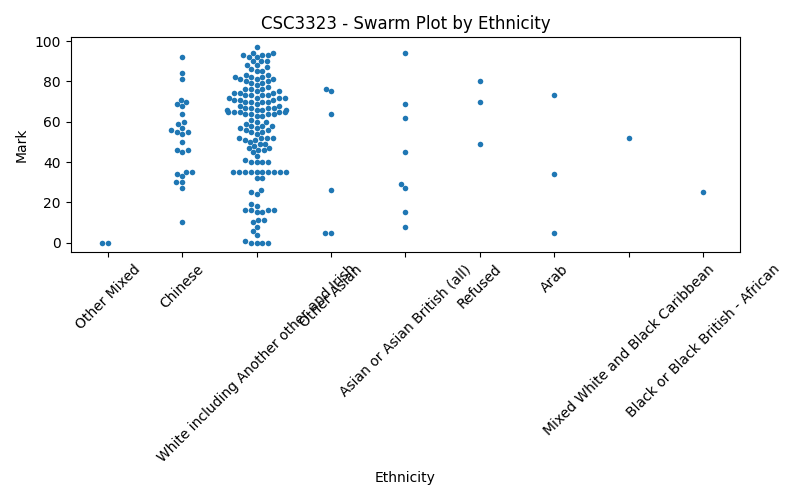 CSC3323 - Swarm Plot by Ethnicity
Mark
100
80
60
40
20
0
Other Mixed
Chinese
White including Another other and Irish
Other Asian
Asian or Asian British (all)
Refused
Arab
Mixed White and Black Caribbean
Black or Black British - African
Ethnicity